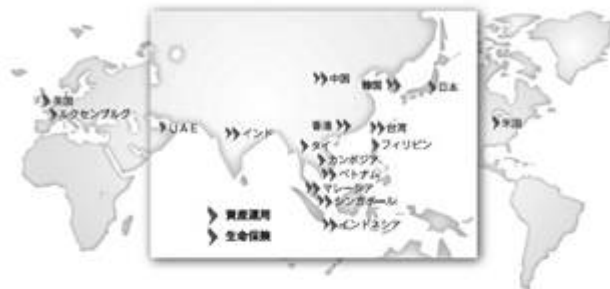 中国
韓国
日本
英国
ルクセンブルグ
UAE
インド
香港
台湾
米国
タイ
フィリピン
カンボジア
ベトナム
マレーシア
シンガポール
インドネシア
資産運用
生命保険